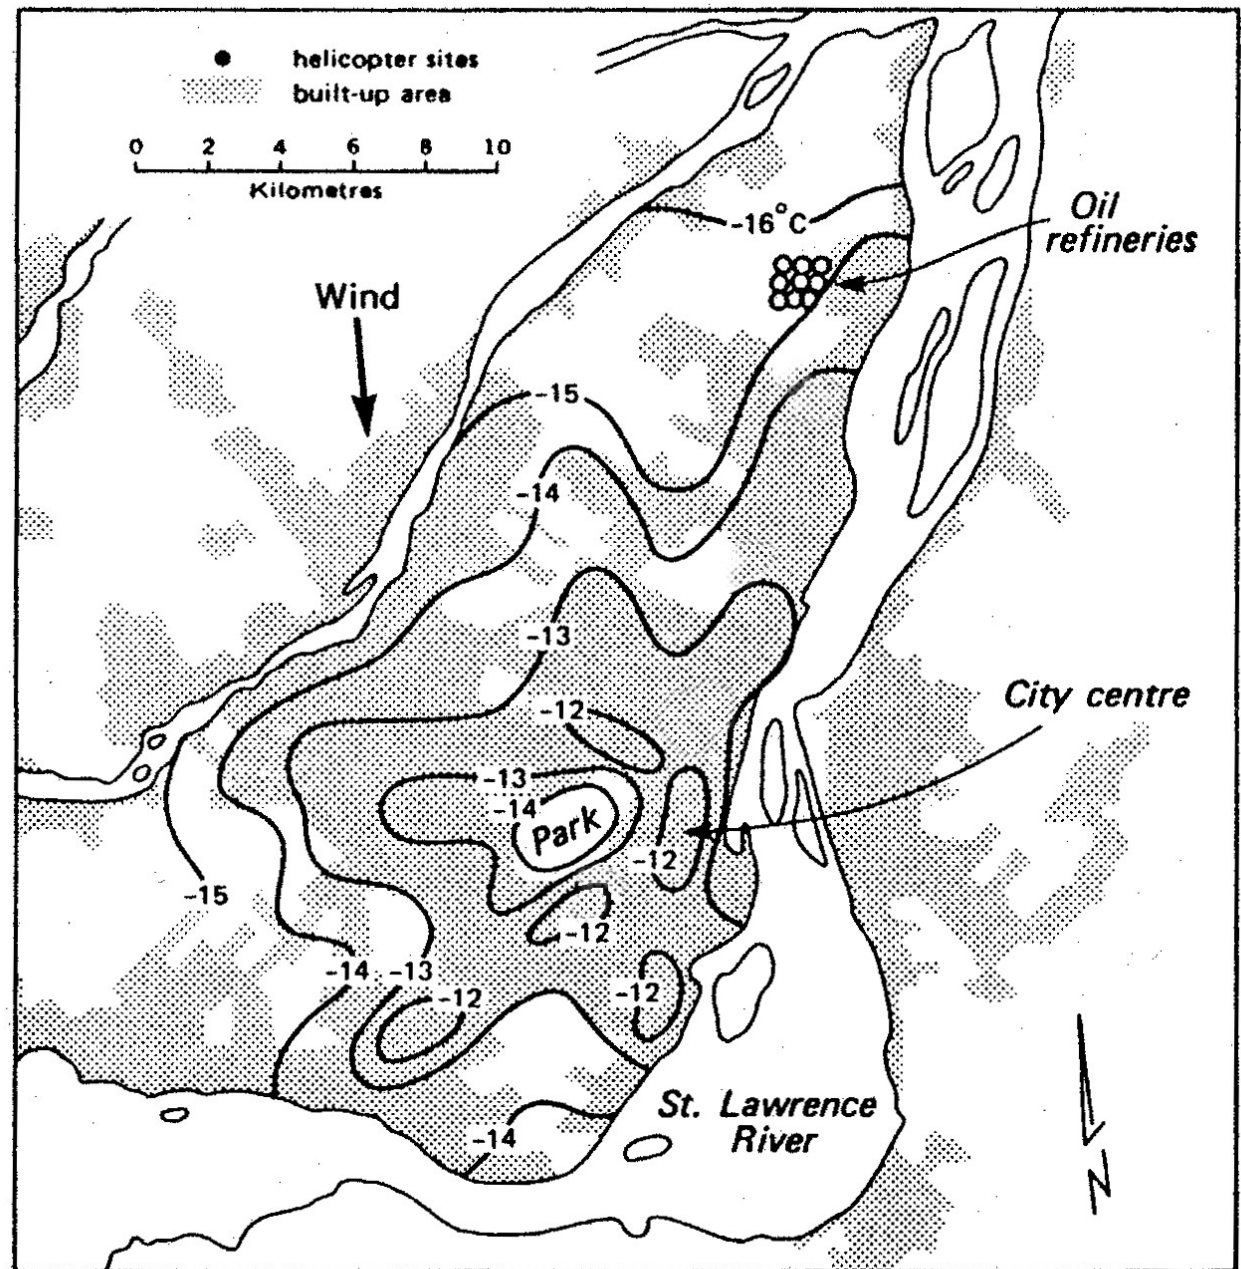 helicopter sites
built-up area
0 2 4 6 8 10
Kilometres
-16°C
Oil
refineries
Wind
-15
-14
-13
City centre
-12
-13
-14
Park
-12
-15
-12
-14
-13
-12
-12
St. Lawrence
River
-14
N